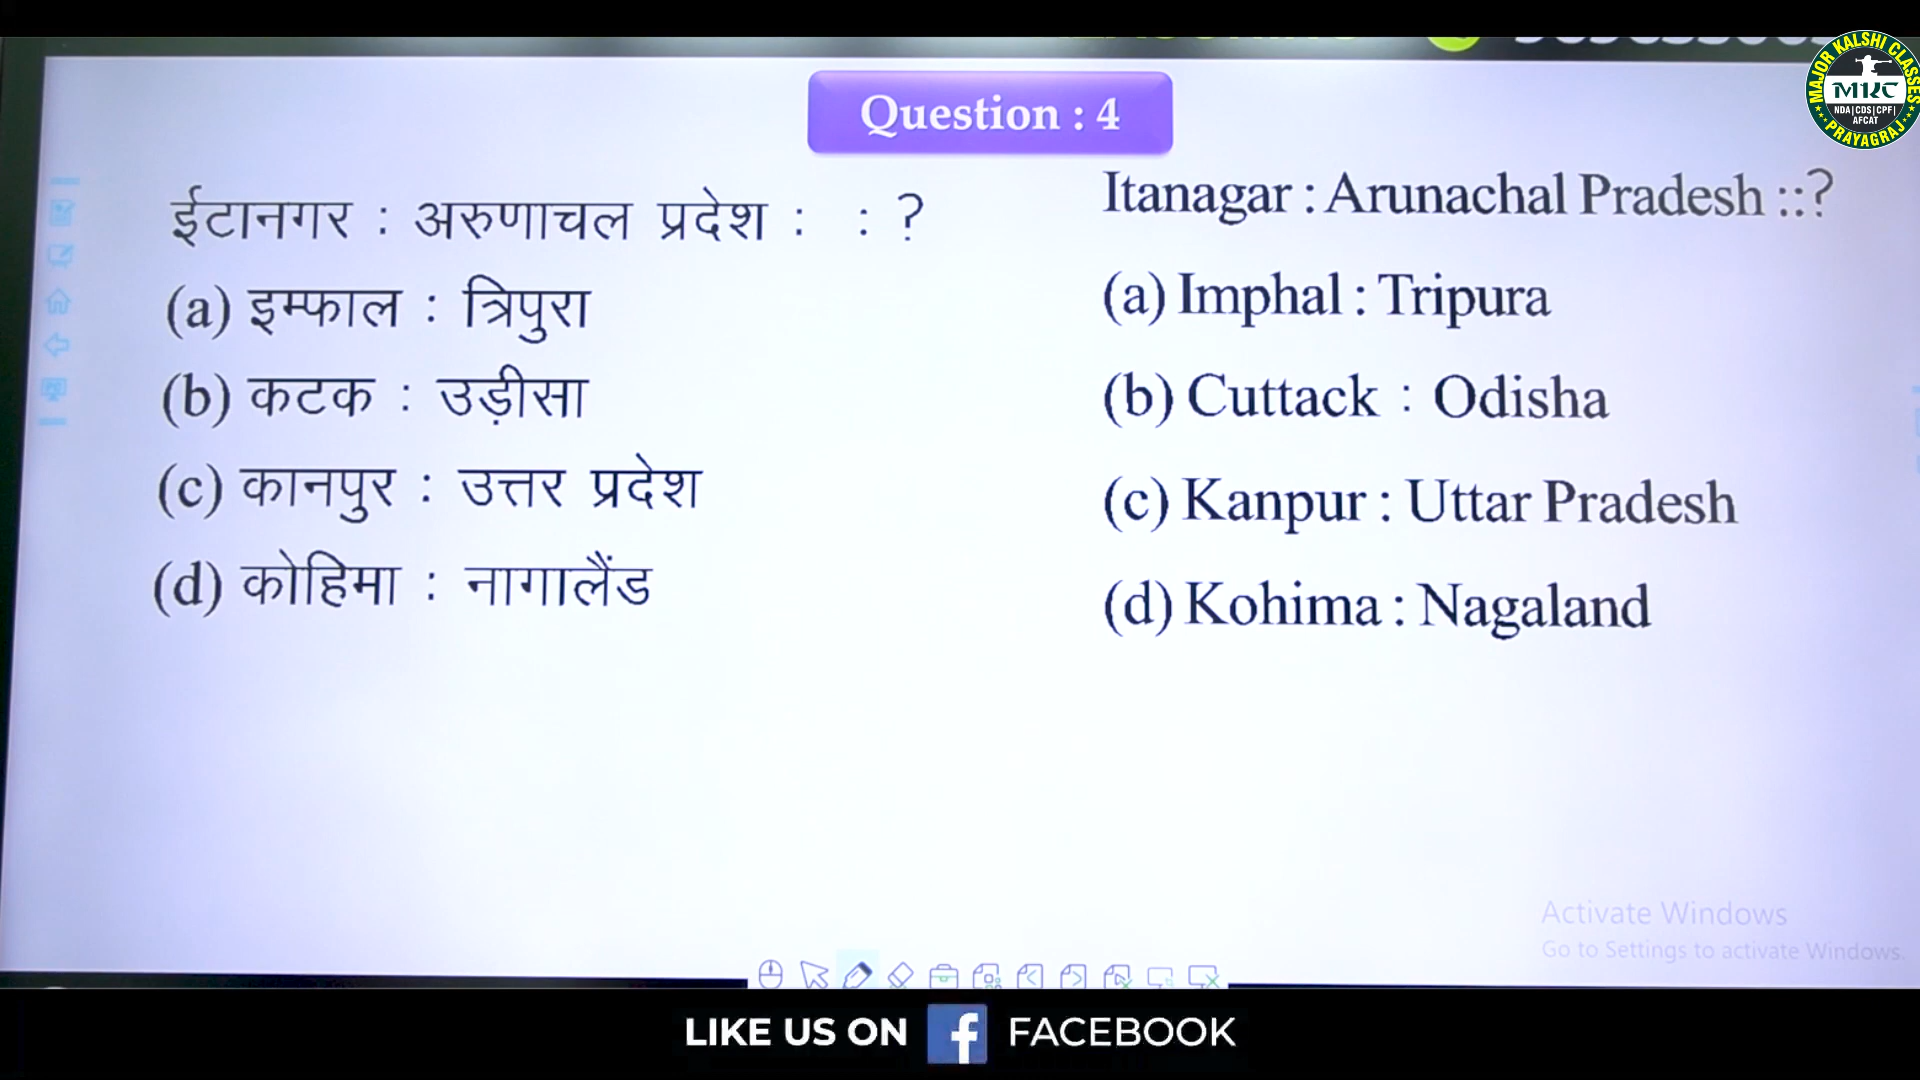 Question : 4
ईटानगर : अरुणाचल प्रदेश : : ?
(a) इम्फाल : त्रिपुरा
(b) कटक : उड़ीसा
(c) कानपुर : उत्तर प्रदेश
(d) कोहिमा : नागालैंड
Itanagar : Arunachal Pradesh ::?
(a) Imphal : Tripura
(b) Cuttack : Odisha
(c) Kanpur : Uttar Pradesh
(d) Kohima : Nagaland
MAJOR KALSHI CLASSES
MKC
NDA|CDS|CPF|
AFCAT
PRAYAGRAJ
Activate Windows
Go to Settings to activate Windows.
LIKE US ON f FACEBOOK